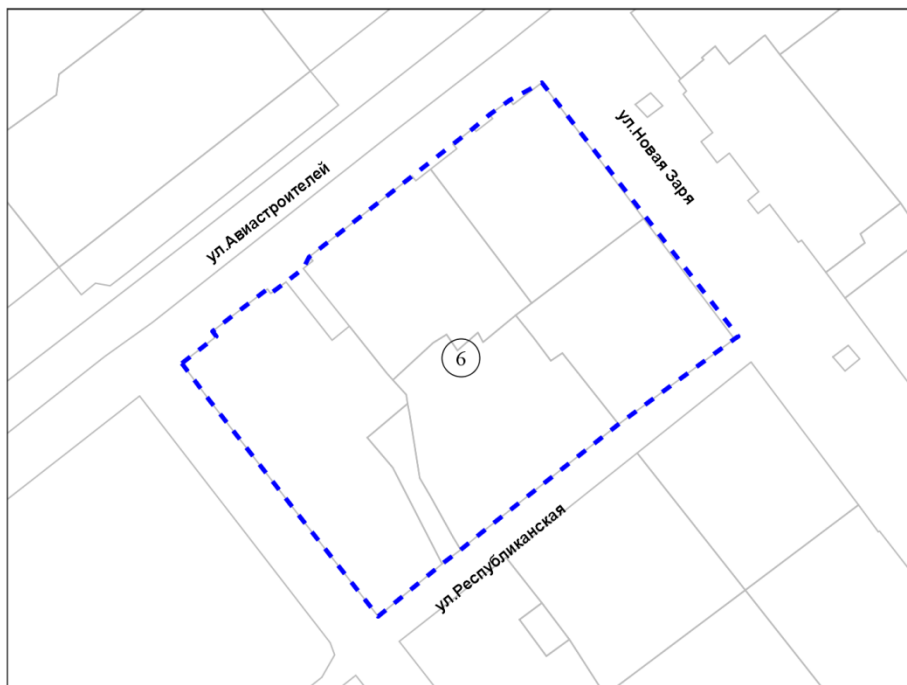 ул.Новая Заря
ул.Авиастроителей
6
ул.Республиканская